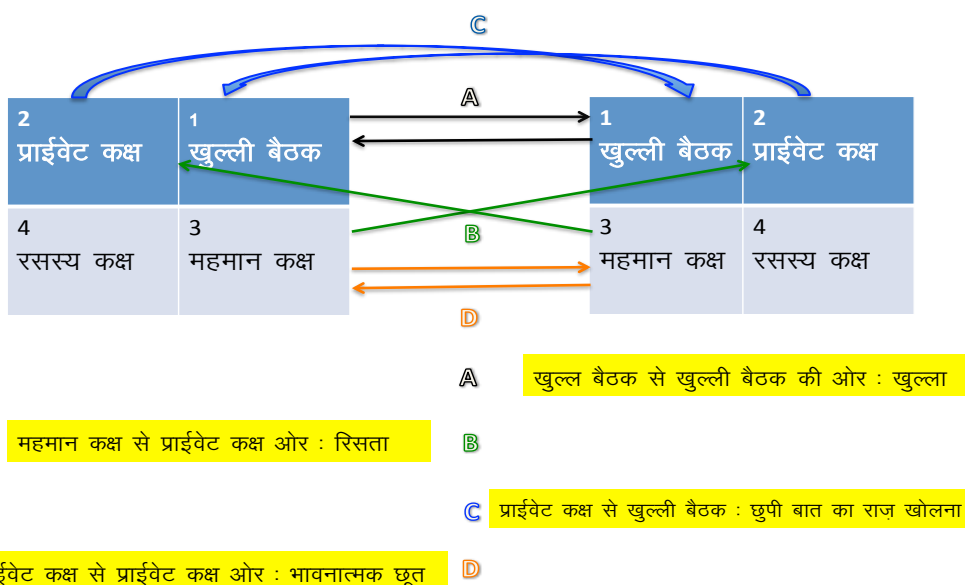 C
A
2 1 1 2
प्राईवेट कक्ष खुल्ली बैठक खुल्ली बैठक प्राईवेट कक्ष
B
4 3 3 4
रसस्य कक्ष महमान कक्ष महमान कक्ष रसस्य कक्ष
D
A खुल्ल बैठक से खुल्ली बैठक की ओर : खुल्ला
महमान कक्ष से प्राईवेट कक्ष ओर : रिसता B
C प्राईवेट कक्ष से खुल्ली बैठक : छुपी बात का राज़ खोलना
ईवेट कक्ष से प्राईवेट कक्ष ओर : भावनात्मक छूत D